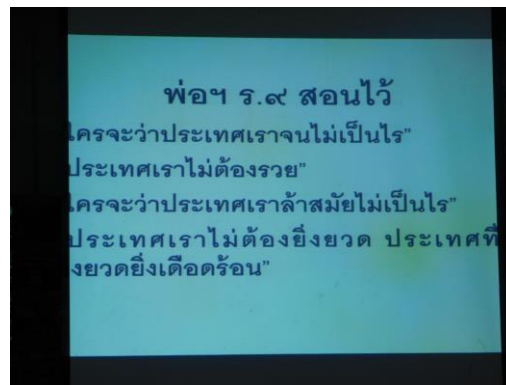 พ่อฯ ร.๙ สอนไว้
ใครจะว่าประเทศเราจนไม่เป็นไร”
ประเทศเราไม่ต้องรวย”
ใครจะว่าประเทศเราล้าสมัยไม่เป็นไร”
ประเทศเราไม่ต้องยิ่งยวด ประเทศที่
งยวดยิ่งเดือดร้อน”